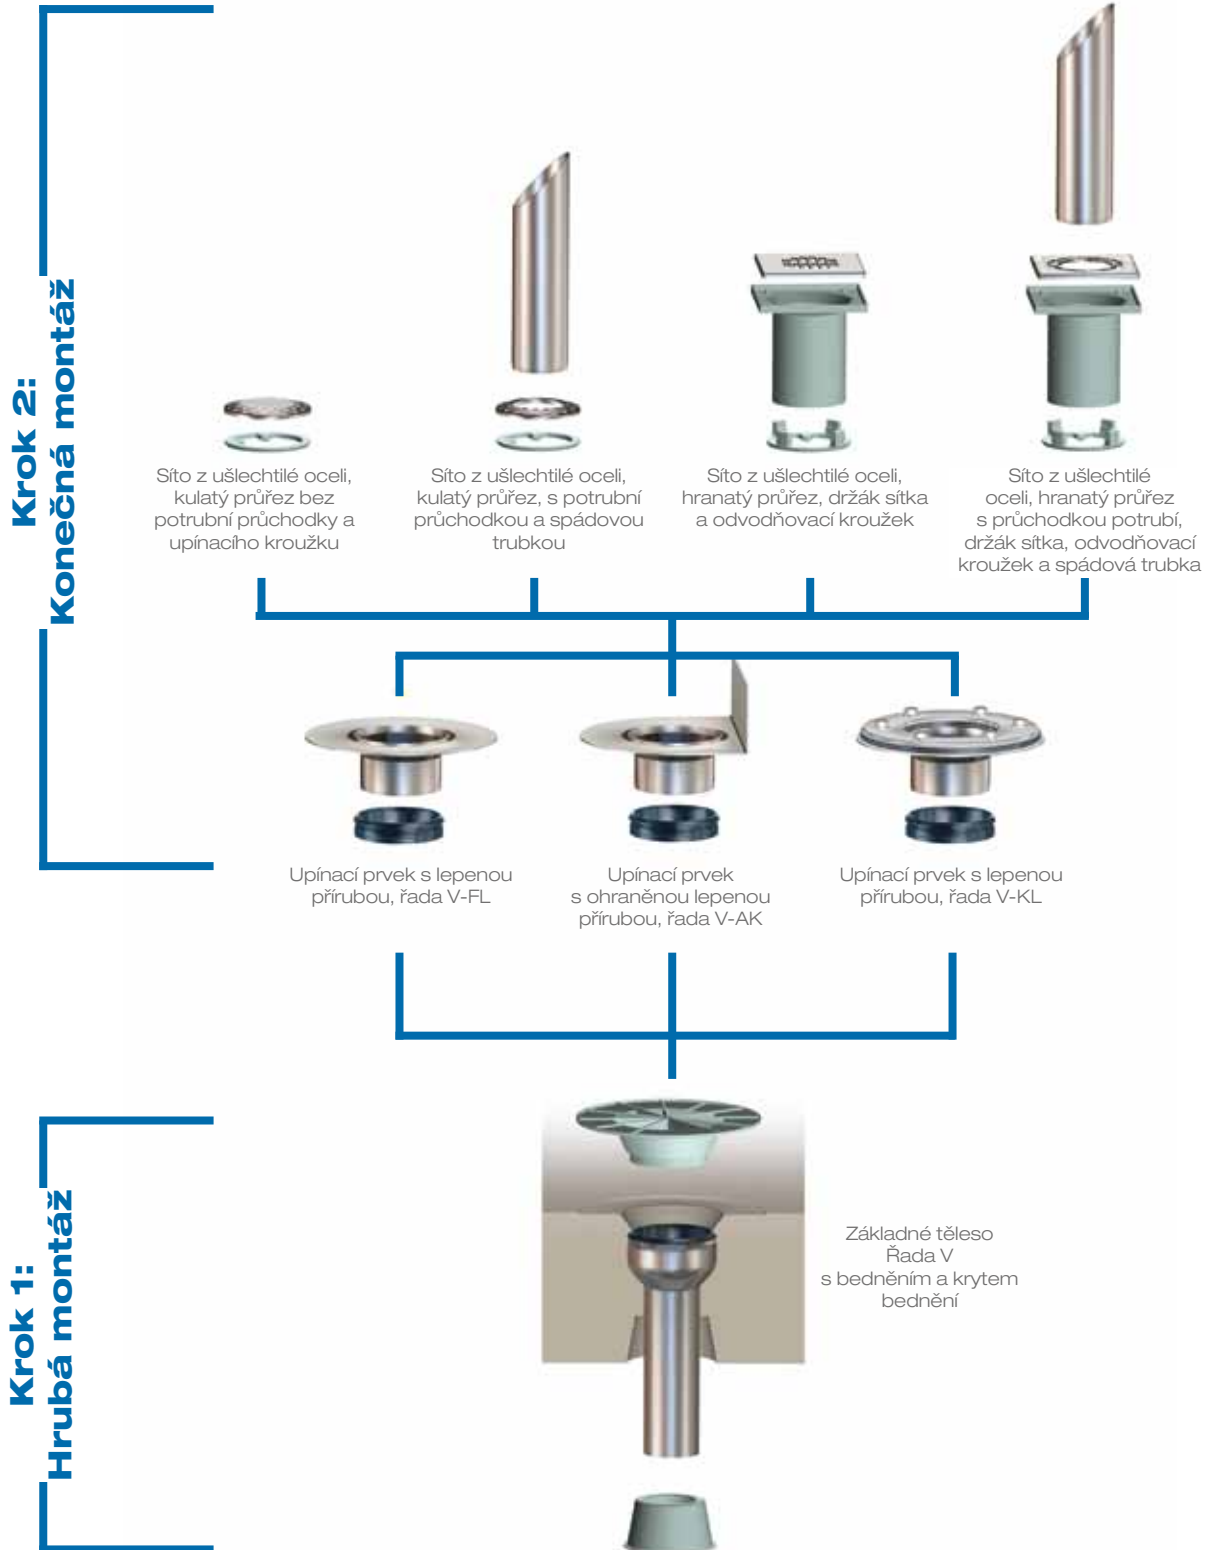 Krok 2:
Konečná montáž
Síto z ušlechtilé oceli,
kulatý průřez bez
potrubní průchodky a
upínacího kroužku
Síto z ušlechtilé oceli,
kulatý průřez, s potrubní
průchodkou a spádovou
trubkou
Síto z ušlechtilé oceli,
hranatý průřez, držák sítka
a odvodňovací kroužek
Síto z ušlechtilé
oceli, hranatý průřez
s průchodkou potrubí,
držák sítka, odvodňovací
kroužek a spádová trubka
Upínací prvek s lepenou
přírubou, řada V-FL
Upínací prvek
s ohraněnou lepenou
přírubou, řada V-AK
Upínací prvek s lepenou
přírubou, řada V-KL
Krok 1:
Hrubá montáž
Základné těleso
Řada V
s bedněním a krytem
bednění